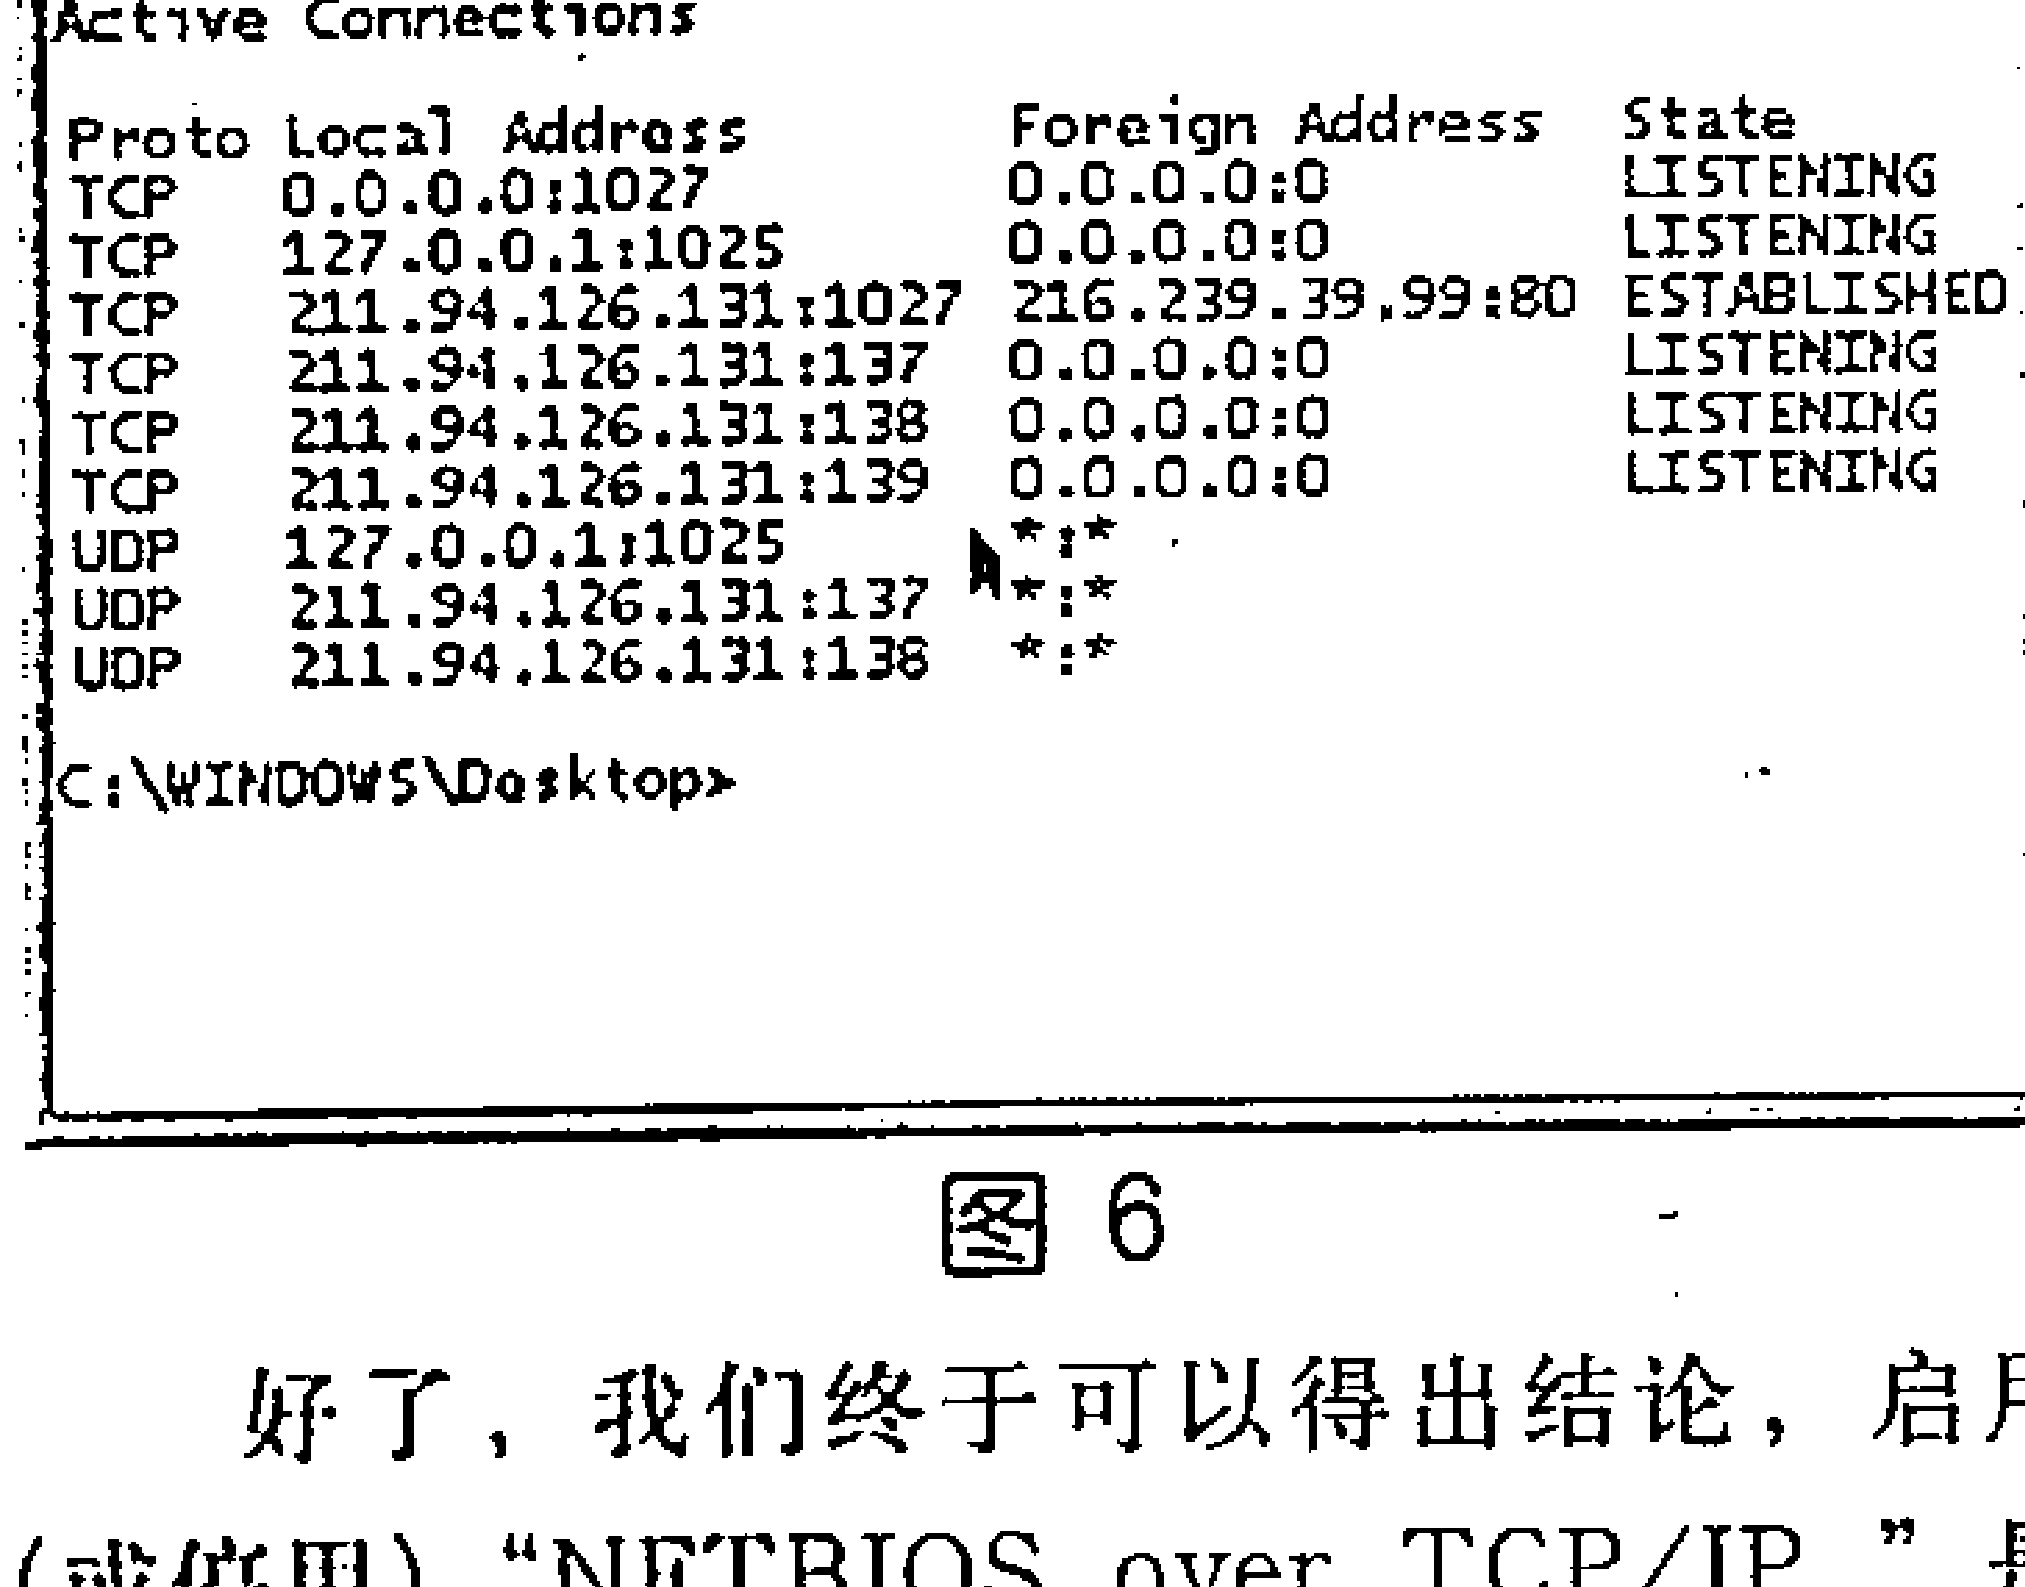 Active Connections
Proto Local Address Foreign Address State
TCP 0.0.0.0:1027 0.0.0.0:0 LISTENING
TCP 127.0.0.1:1025 0.0.0.0:0 LISTENING
TCP 211.94.126.131:1027 216.239.39.99:80 ESTABLISHED
TCP 211.94.126.131:137 0.0.0.0:0 LISTENING
TCP 211.94.126.131:138 0.0.0.0:0 LISTENING
TCP 211.94.126.131:139 0.0.0.0:0 LISTENING
UDP 127.0.0.1:1025 *:*
UDP 211.94.126.131:137 *:*
UDP 211.94.126.131:138 *:*
C:\WINDOWS\Desktop>
图 6
好了，我们终于可以得出结论，启用
(或停用) “NETBIOS over TCP/IP ”